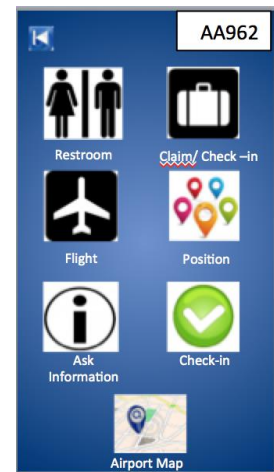 AA962
Restroom
Claim/ Check –in
Flight
Position
Ask
Information
Check-in
Airport Map